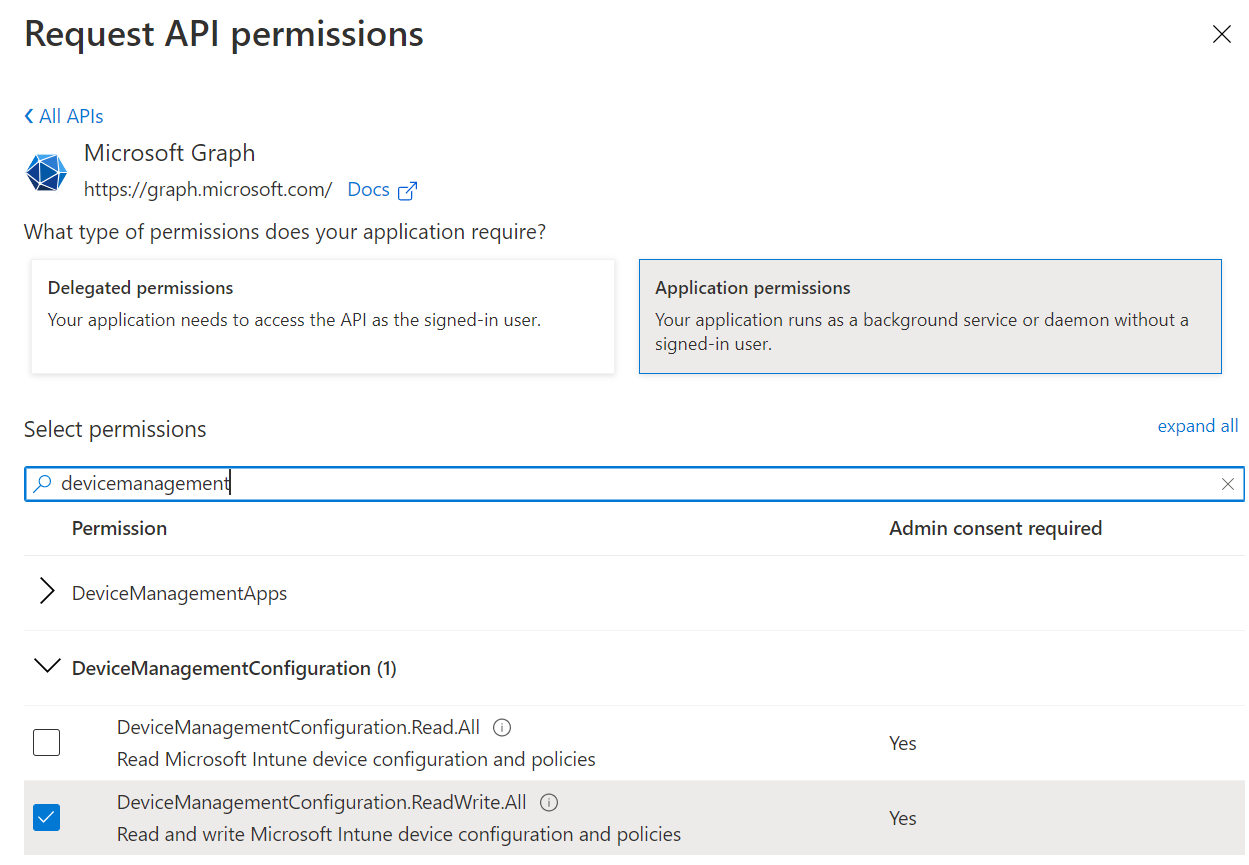 Request API permissions
All APIs
Microsoft Graph
https://graph.microsoft.com/ Docs
What type of permissions does your application require?
Delegated permissions
Your application needs to access the API as the signed-in user.
Application permissions
Your application runs as a background service or daemon without a
signed-in user.
Select permissions
expand all
devicemanagement
Permission Admin consent required
DeviceManagementApps
DeviceManagementConfiguration (1)
DeviceManagementConfiguration.Read.All
Read Microsoft Intune device configuration and policies
Yes
DeviceManagementConfiguration.ReadWrite.All
Read and write Microsoft Intune device configuration and policies
Yes